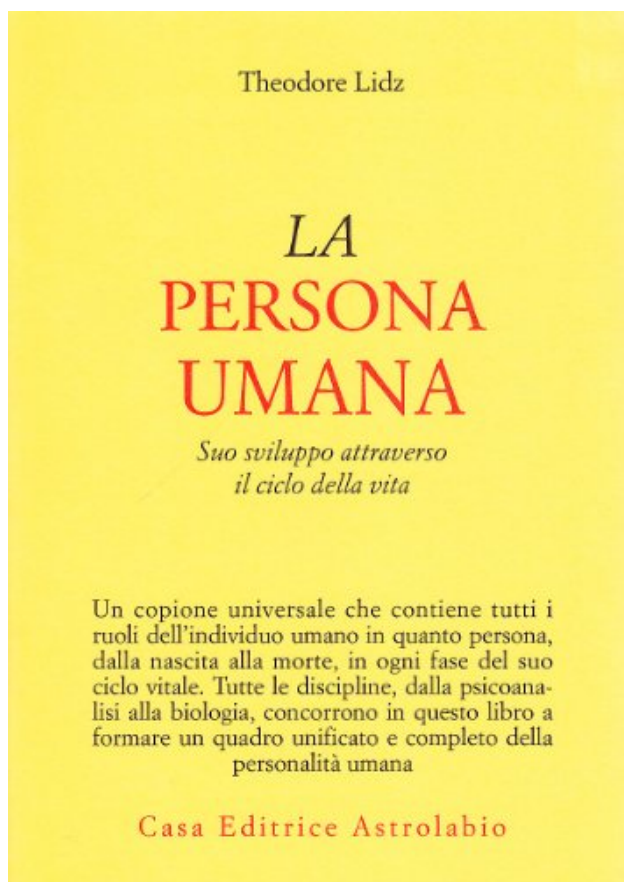 Theodore Lidz
LA
PERSONA
UMANA
Suo sviluppo attraverso
il ciclo della vita
Un copione universale che contiene tutti i
ruoli dell'individuo umano in quanto persona,
dalla nascita alla morte, in ogni fase del suo
ciclo vitale. Tutte le discipline, dalla psicoana-
lisi alla biologia, concorrono in questo libro a
formare un quadro unificato e completo della
personalità umana
Casa Editrice Astrolabio